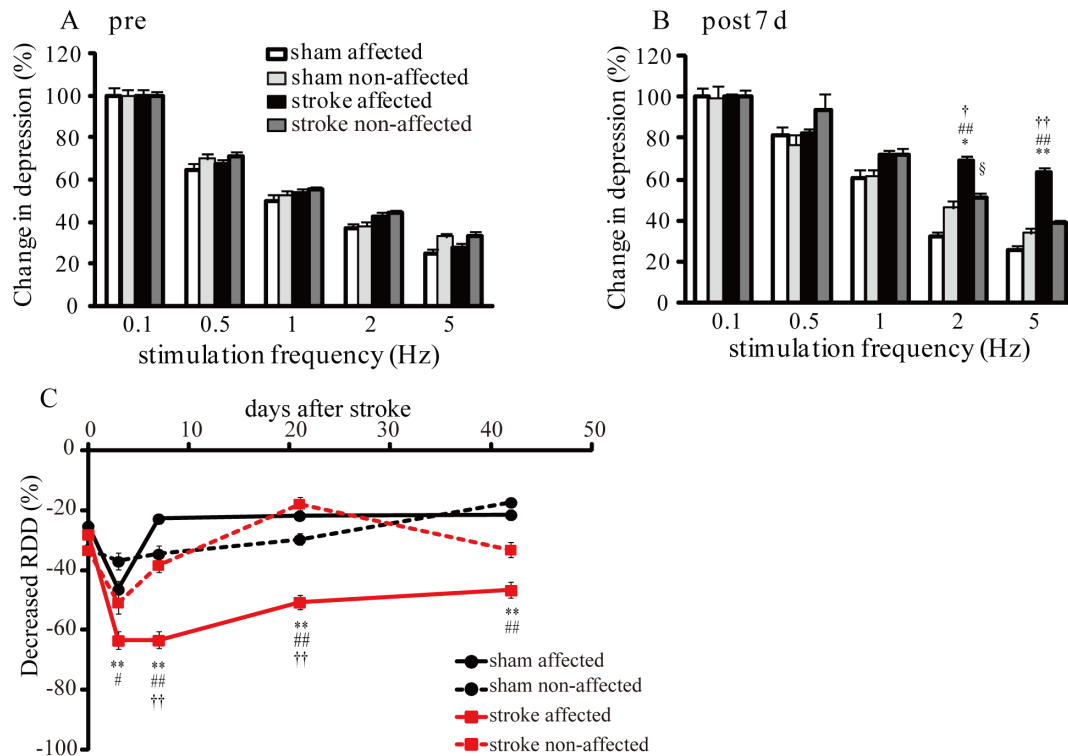 A pre
120
100
80
60
40
20
0
Change in depression (%)
sham affected
sham non-affected
stroke affected
stroke non-affected
0.1 0.5 1 2 5
stimulation frequency (Hz)
B post 7 d
120
100
80
60
40
20
0
Change in depression (%)
†
##
*
§
††
##
**
0.1 0.5 1 2 5
stimulation frequency (Hz)
C
days after stroke
0 10 20 30 40 50
0
-20
-40
-60
-80
-100
Decreased RDD (%)
**
#
**
##
††
**
##
††
**
##
sham affected
sham non-affected
stroke affected
stroke non-affected